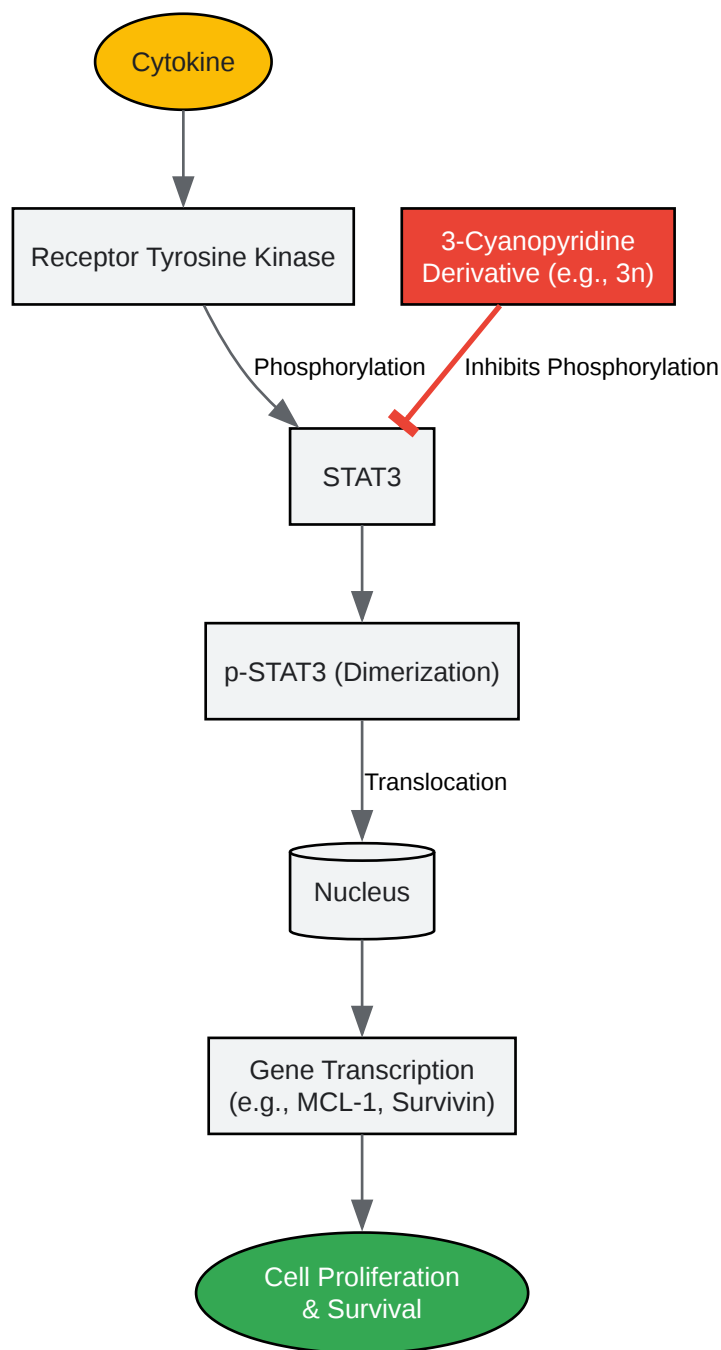 Cytokine
Receptor Tyrosine Kinase
3-Cyanopyridine
Derivative (e.g., 3n)
Phosphorylation
Inhibits Phosphorylation
STAT3
p-STAT3 (Dimerization)
Translocation
Nucleus
Gene Transcription
(e.g., MCL-1, Survivin)
Cell Proliferation
& Survival